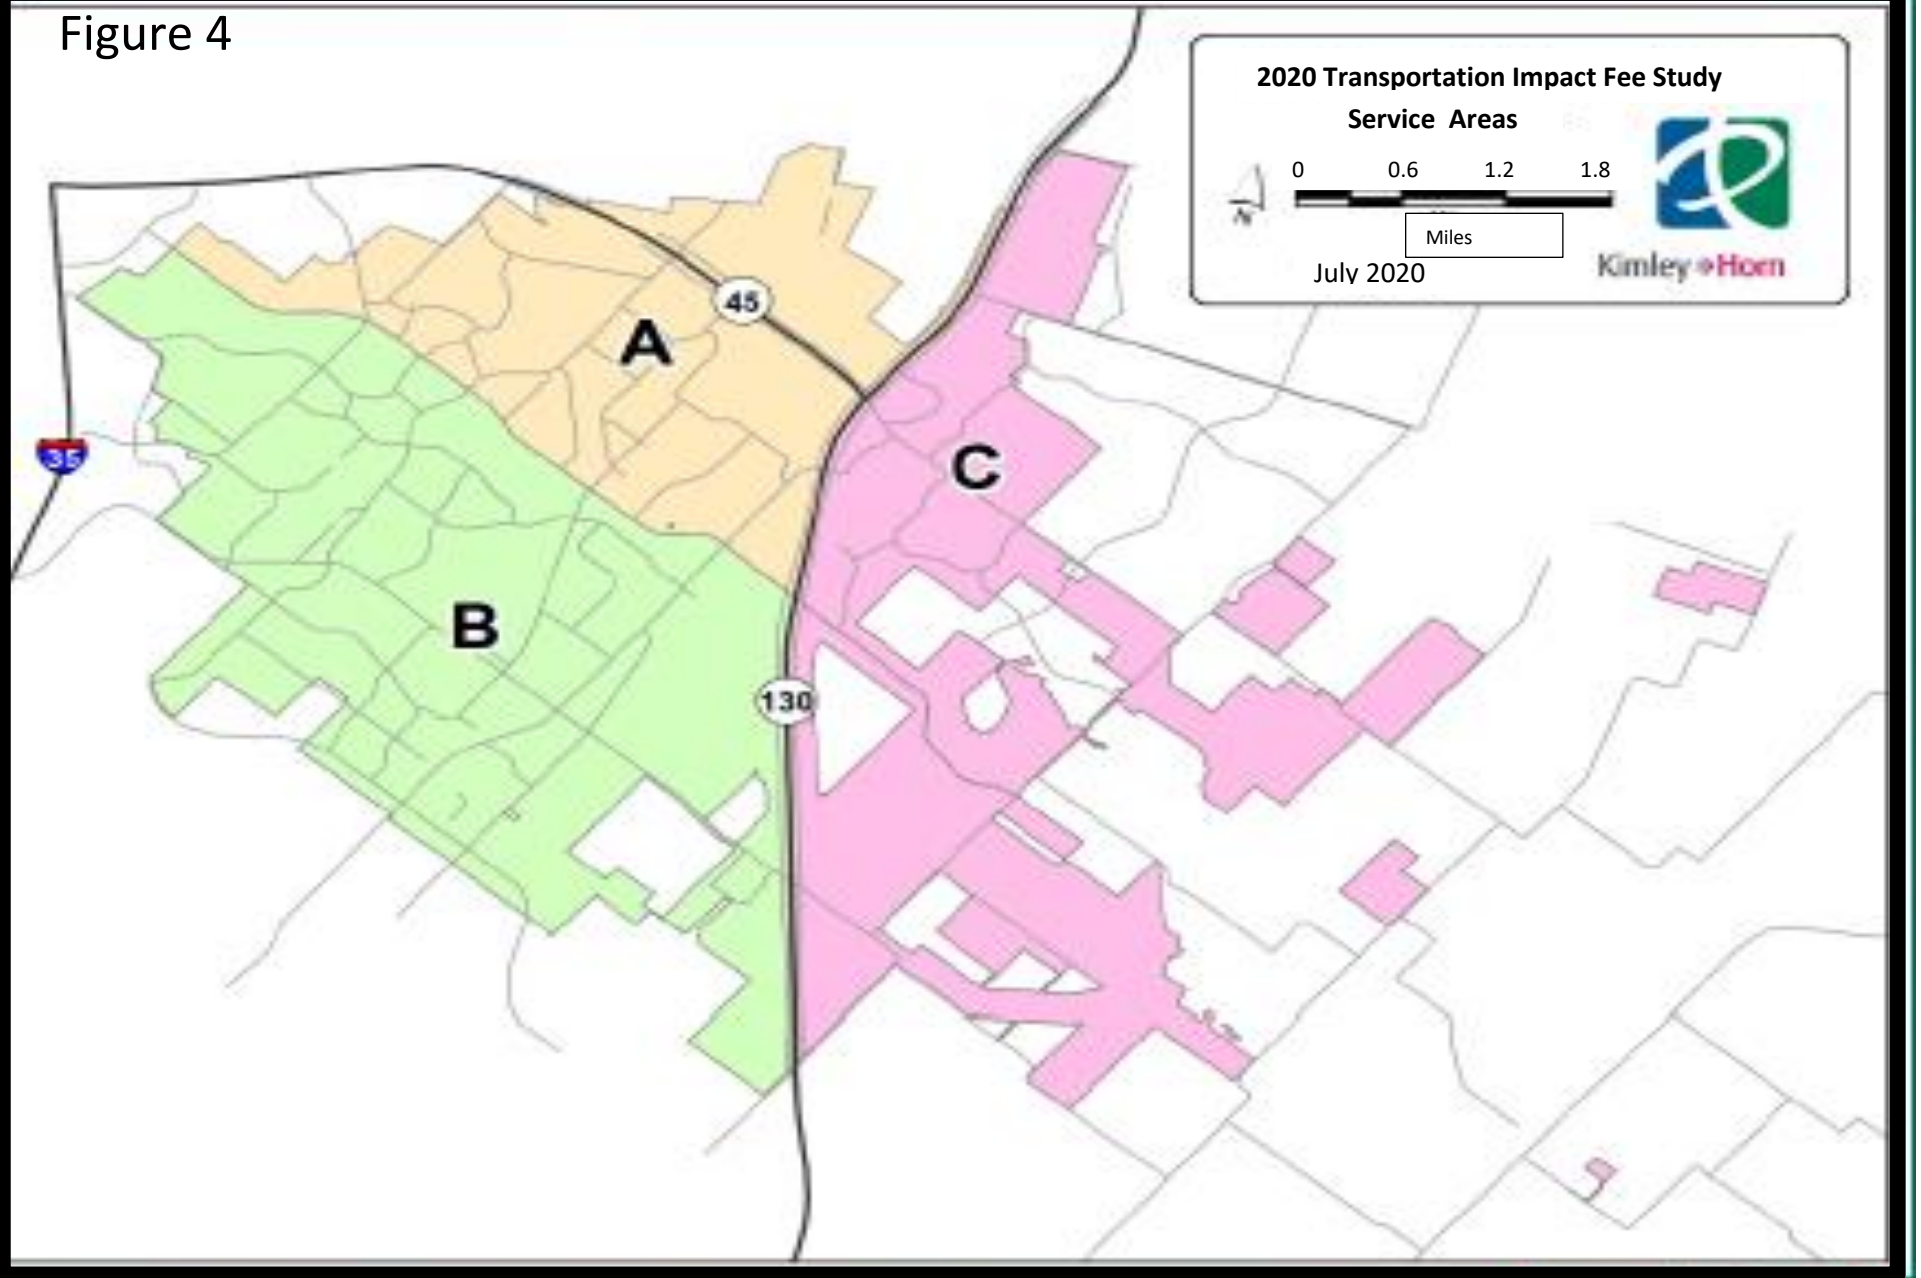 Figure 4
2020 Transportation Impact Fee Study
Service Areas
0 0.6 1.2 1.8
N
Miles
July 2020
Kimley Horn
45
A
C
35
B
130